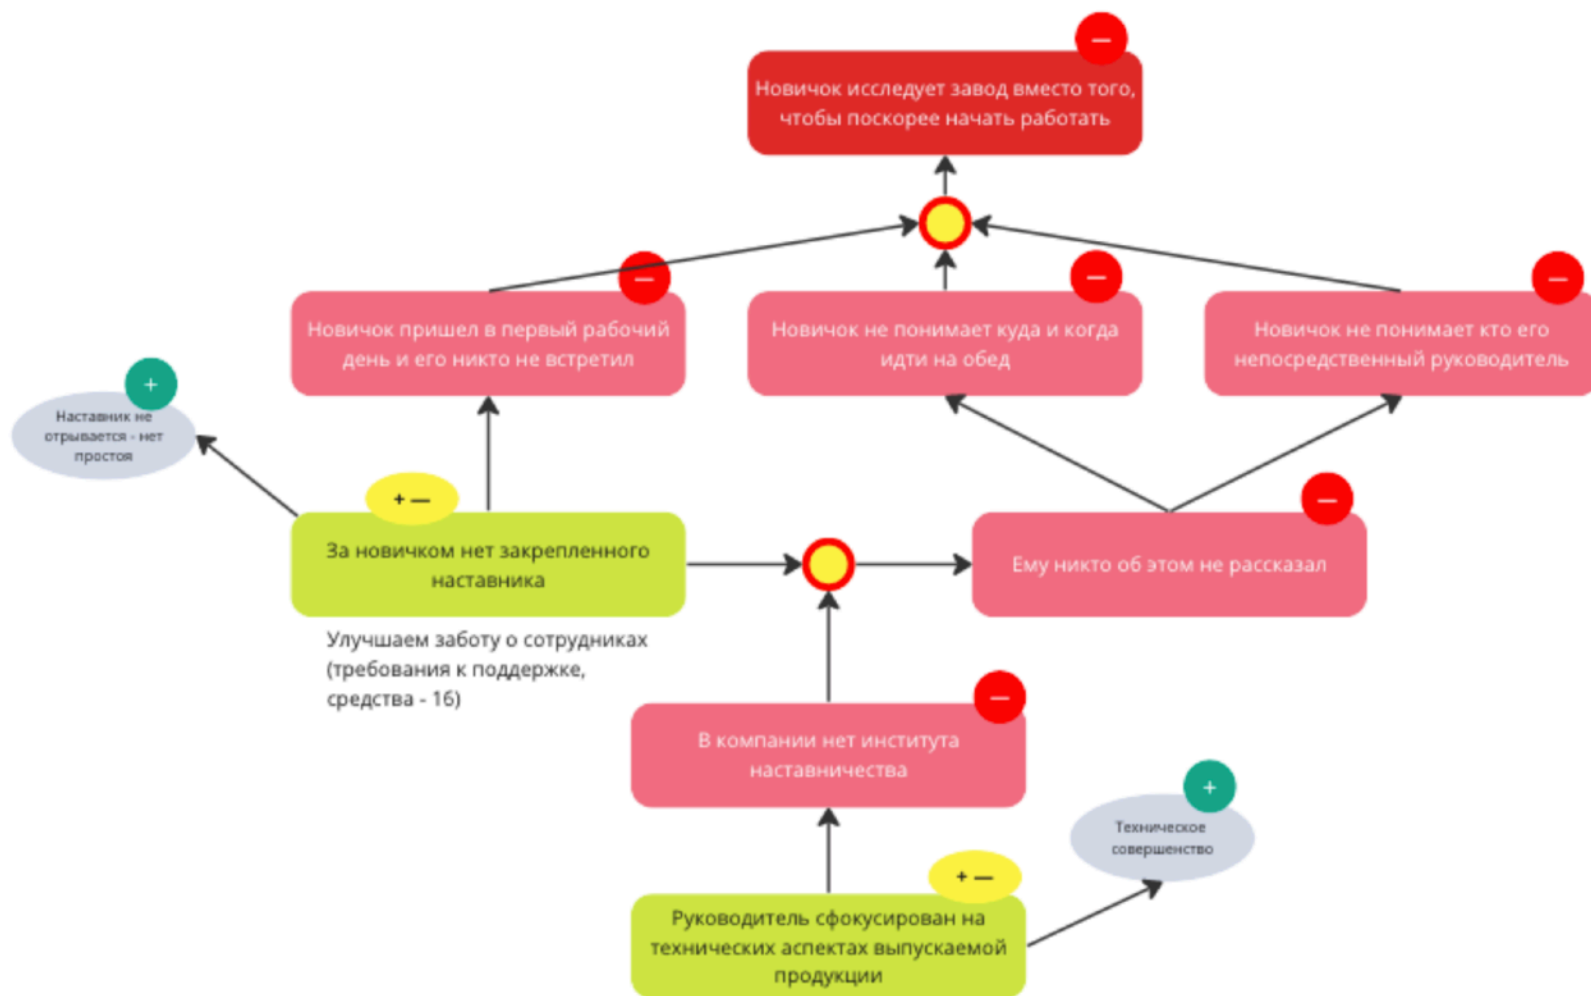 —
Новичок исследует завод вместо того,
чтобы поскорее начать работать
—
Новичок пришел в первый рабочий
день и его никто не встретил
—
Новичок не понимает куда и когда
идти на обед
—
Новичок не понимает кто его
непосредственный руководитель
+
Наставник не
отрывается - нет
простоя
+ —
За новичком нет закрепленного
наставника
—
Ему никто об этом не рассказал
Улучшаем заботу о сотрудниках
(требования к поддержке,
средства - 16)
—
В компании нет института
наставничества
+
Техническое
совершенство
+ —
Руководитель сфокусирован на
технических аспектах выпускаемой
продукции